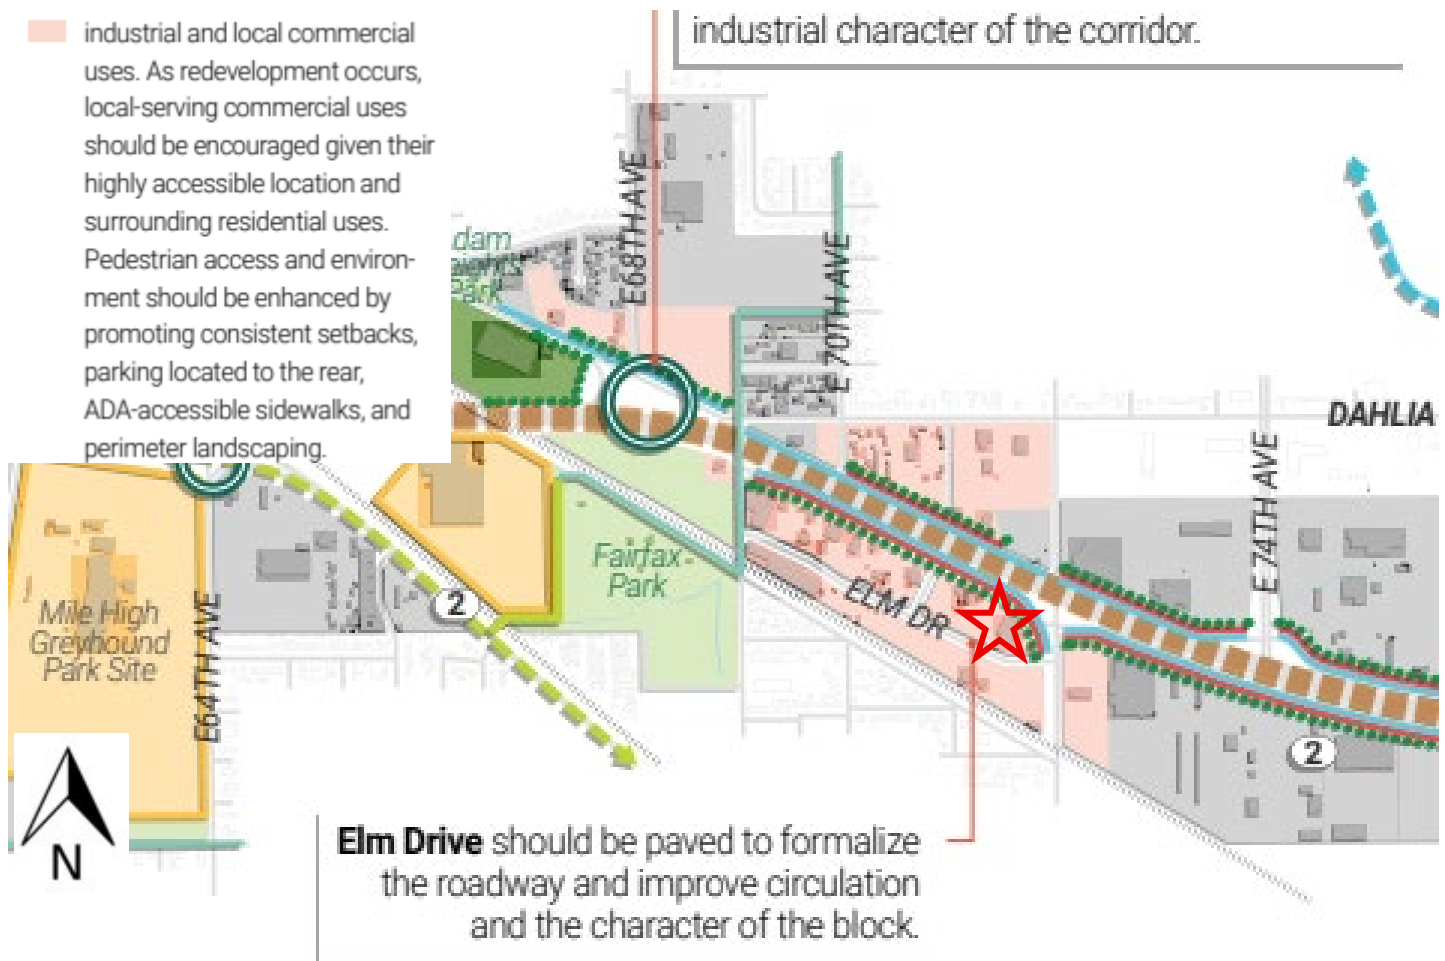 industrial and local commercial
uses. As redevelopment occurs,
local-serving commercial uses
should be encouraged given their
highly accessible location and
surrounding residential uses.
Pedestrian access and environ-
ment should be enhanced by
promoting consistent setbacks,
parking located to the rear,
ADA-accessible sidewalks, and
perimeter landscaping.
industrial character of the corridor.
E68TH AVE
dam
Park
E 70TH AVE
DAHLIA
E 74TH AVE
Fairfax
Park
ELM DR
2
Mile High
Greyhound
Park Site
E64TH AVE
2
N
Elm Drive should be paved to formalize
the roadway and improve circulation
and the character of the block.